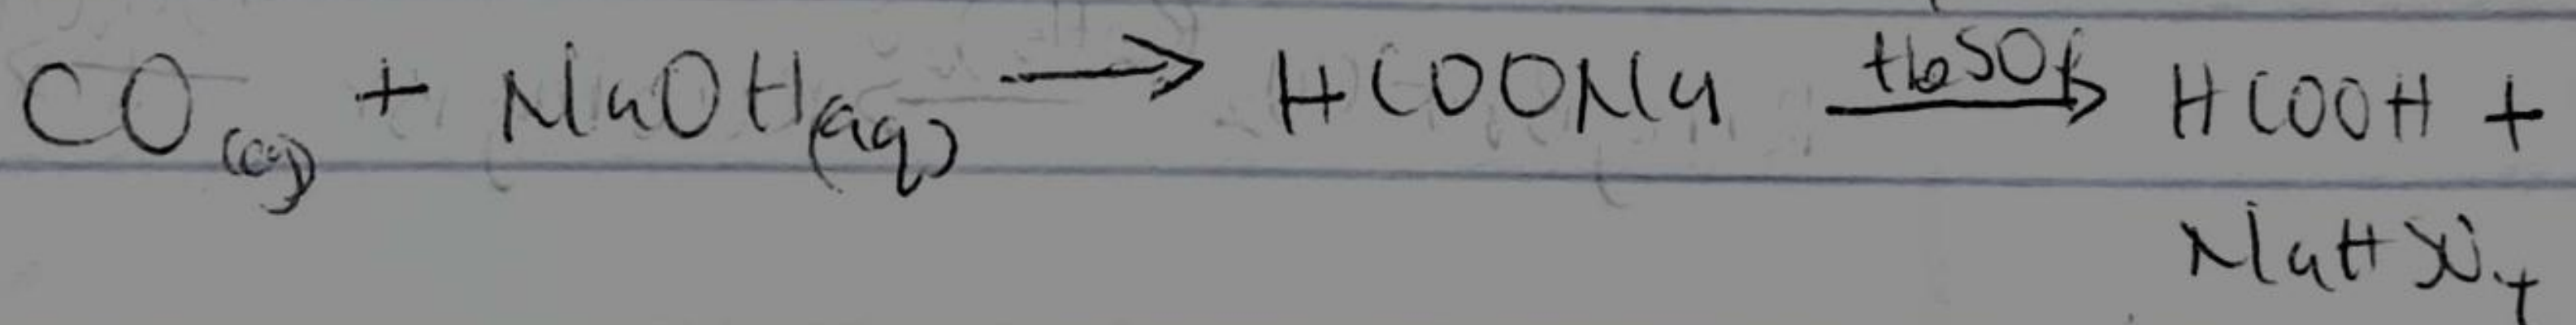 CO(g) + NaOH(aq) → HCOONa —H₂SO₄→ HCOOH +
NaHSO₄